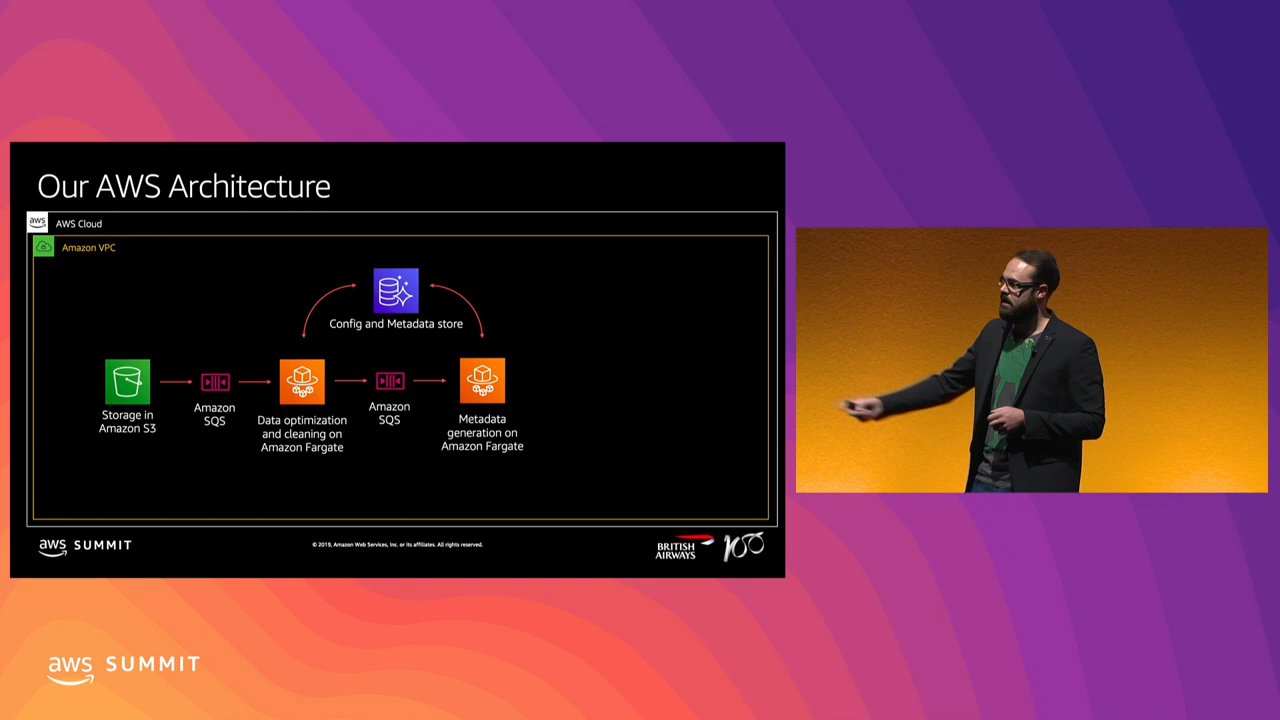 Our AWS Architecture
aws
AWS Cloud
Amazon VPC
Config and Metadata store
Storage in
Amazon S3
Amazon
SQS
Data optimization
and cleaning on
Amazon Fargate
Amazon
SQS
Metadata
generation on
Amazon Fargate
aws SUMMIT
© 2019, Amazon Web Services, Inc. or its affiliates. All rights reserved.
BRITISH
AIRWAYS
100
aws SUMMIT